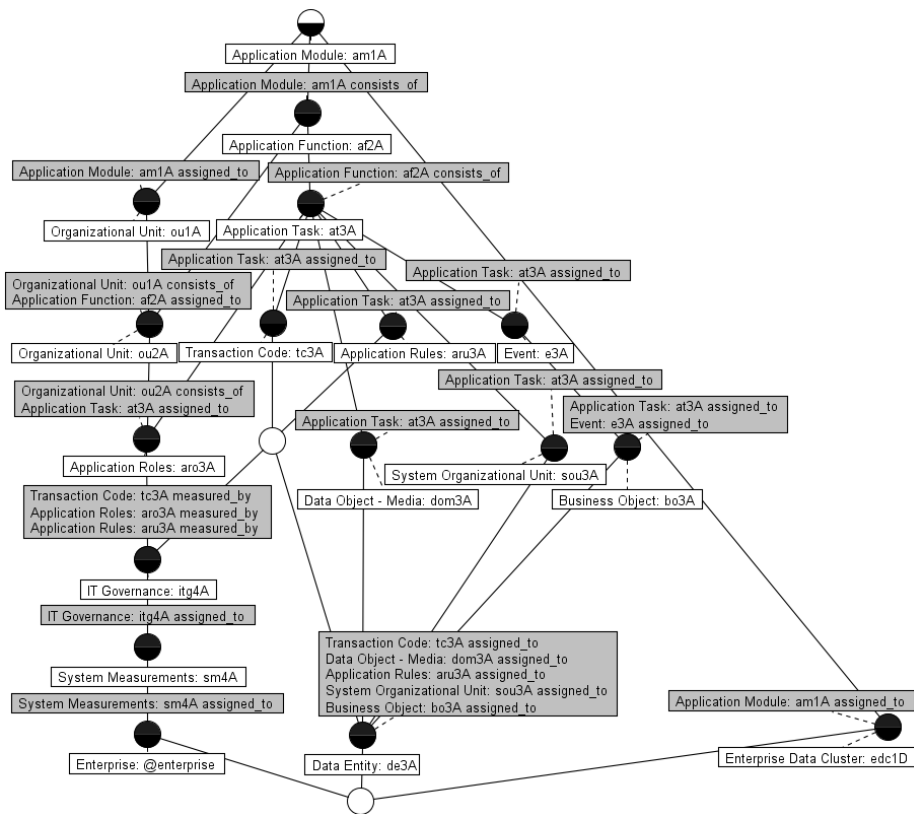 Application Module: am1A
Application Module: am1A consists_of
Application Function: af2A
Application Module: am1A assigned_to
Application Function: af2A consists_of
Organizational Unit: ou1A
Application Task: at3A
Application Task: at3A assigned_to
Application Task: at3A assigned_to
Organizational Unit: ou1A consists_of
Application Function: af2A assigned_to
Application Task: at3A assigned_to
Organizational Unit: ou2A
Transaction Code: tc3A
Application Rules: aru3A
Event: e3A
Application Task: at3A assigned_to
Organizational Unit: ou2A consists_of
Application Task: at3A assigned_to
Application Task: at3A assigned_to
Application Task: at3A assigned_to
Event: e3A assigned_to
Application Roles: aro3A
System Organizational Unit: sou3A
Data Object - Media: dom3A
Business Object: bo3A
Transaction Code: tc3A measured_by
Application Roles: aro3A measured_by
Application Rules: aru3A measured_by
IT Governance: itg4A
IT Governance: itg4A assigned_to
System Measurements: sm4A
Transaction Code: tc3A assigned_to
Data Object - Media: dom3A assigned_to
Application Rules: aru3A assigned_to
System Organizational Unit: sou3A assigned_to
Business Object: bo3A assigned_to
System Measurements: sm4A assigned_to
Application Module: am1A assigned_to
Enterprise: @enterprise
Data Entity: de3A
Enterprise Data Cluster: edc1D